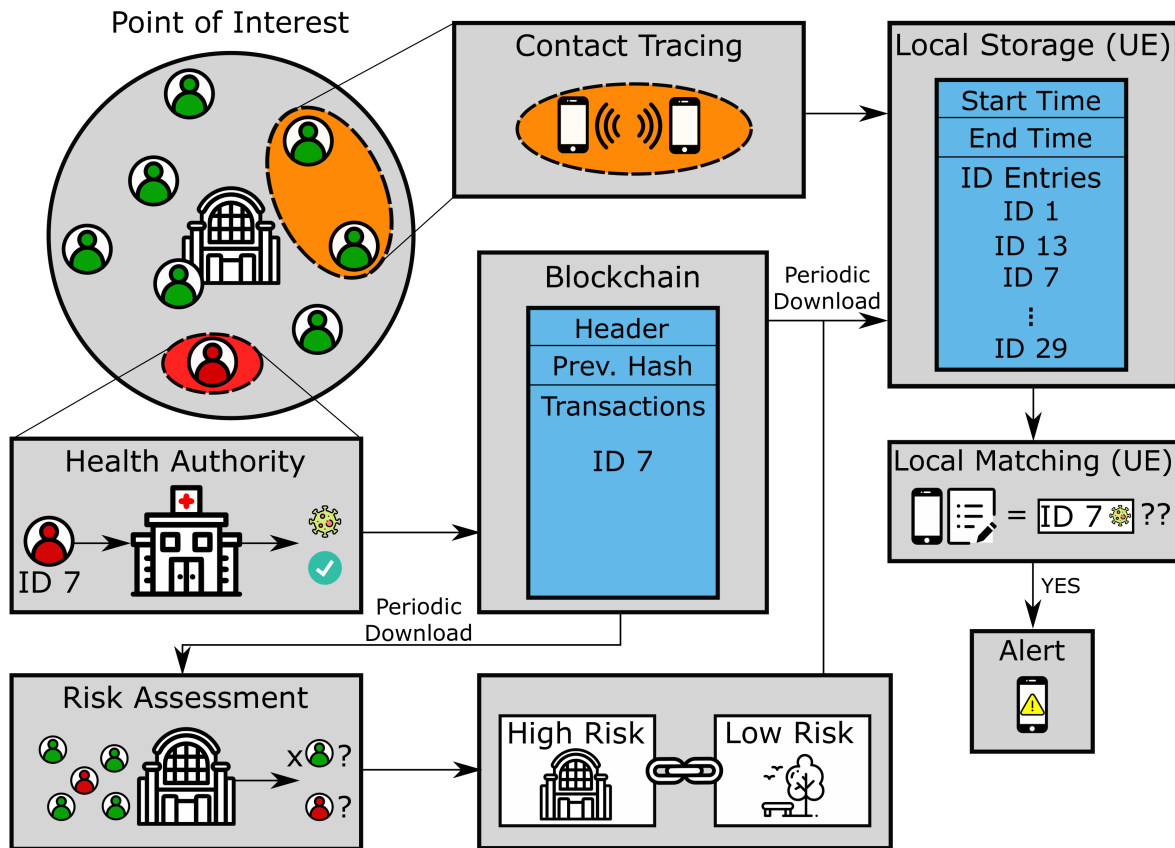 Point of Interest
Contact Tracing
Local Storage (UE)
Start Time
End Time
ID Entries
ID 1
ID 13
ID 7
⋮
ID 29
Blockchain
Header
Prev. Hash
Transactions
ID 7
Periodic
Download
Health Authority
ID 7
Local Matching (UE)
= ID 7 ??
YES
Alert
Periodic
Download
Risk Assessment
x ?
?
High Risk
Low Risk